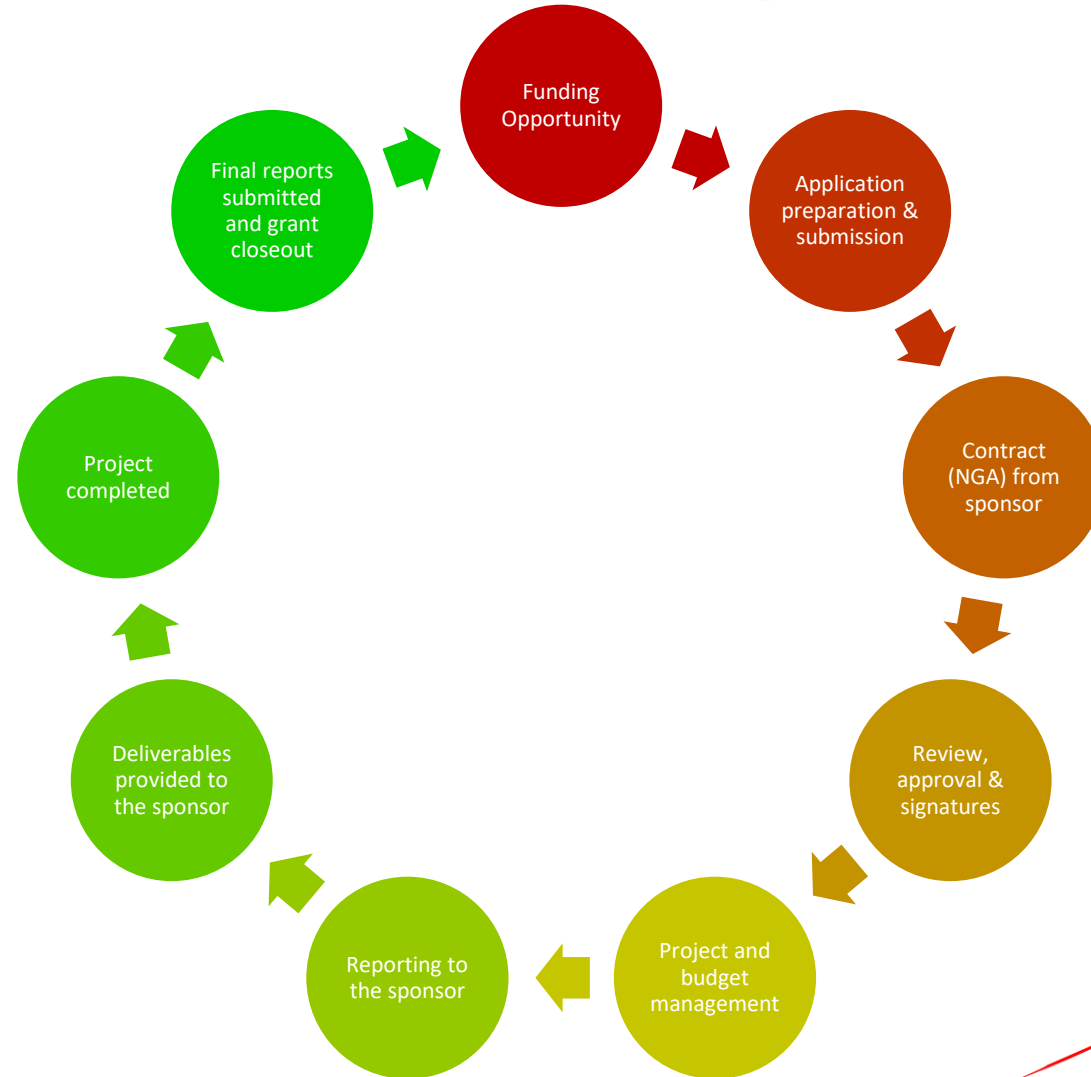 Funding
Opportunity
Application
preparation &
submission
Contract
(NGA) from
sponsor
Review,
approval &
signatures
Project and
budget
management
Reporting to
the sponsor
Deliverables
provided to
the sponsor
Project
completed
Final reports
submitted
and grant
closeout